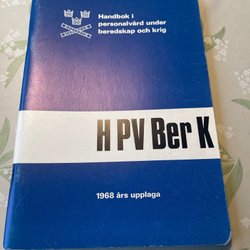 Handbok i
personalvård under
beredskap och krig
H PV Ber K
1968 års upplaga